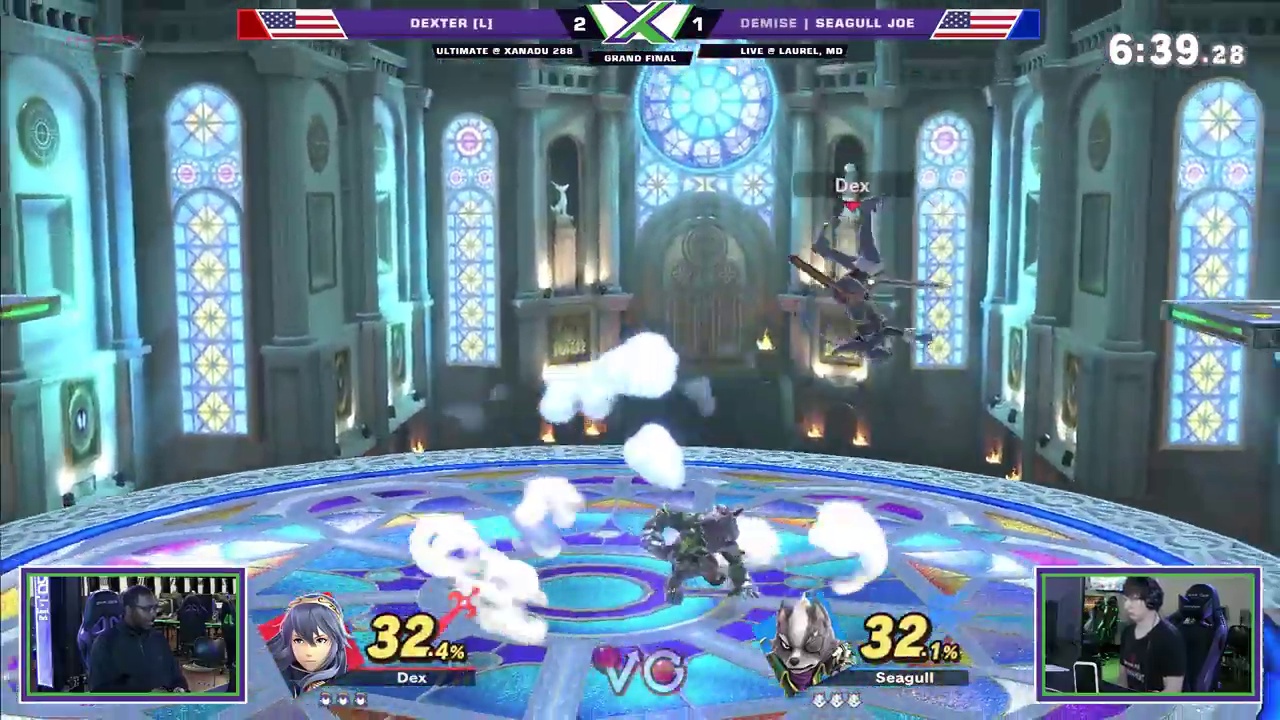 DEXTER [L] 2 X 1 DEMISE | SEAGULL JOE
ULTIMATE @ XANADU 288 GRAND FINAL LIVE @ LAUREL, MD
6:39.28
Dex
32.4%
Dex
VS
32.1%
Seagull